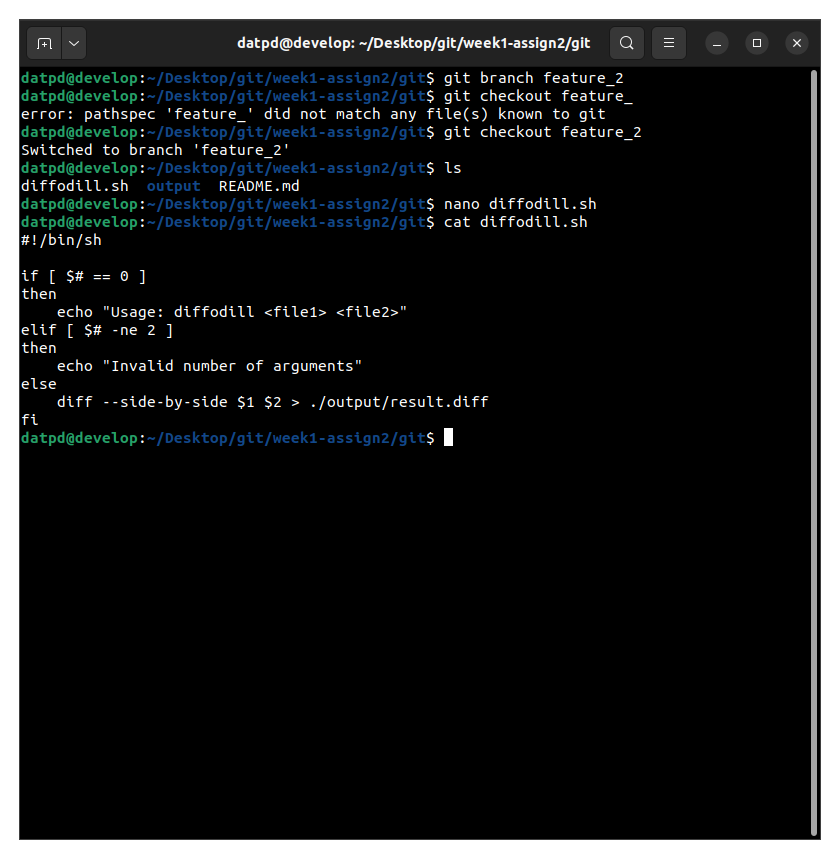 datpd@develop: ~/Desktop/git/week1-assign2/git
datpd@develop:~/Desktop/git/week1-assign2/git$ git branch feature_2
datpd@develop:~/Desktop/git/week1-assign2/git$ git checkout feature_
error: pathspec 'feature_' did not match any file(s) known to git
datpd@develop:~/Desktop/git/week1-assign2/git$ git checkout feature_2
Switched to branch 'feature_2'
datpd@develop:~/Desktop/git/week1-assign2/git$ ls
diffodill.sh  output  README.md
datpd@develop:~/Desktop/git/week1-assign2/git$ nano diffodill.sh
datpd@develop:~/Desktop/git/week1-assign2/git$ cat diffodill.sh
#!/bin/sh

if [ $# == 0 ]
then
    echo "Usage: diffodill <file1> <file2>"
elif [ $# -ne 2 ]
then
    echo "Invalid number of arguments"
else
    diff --side-by-side $1 $2 > ./output/result.diff
fi
datpd@develop:~/Desktop/git/week1-assign2/git$